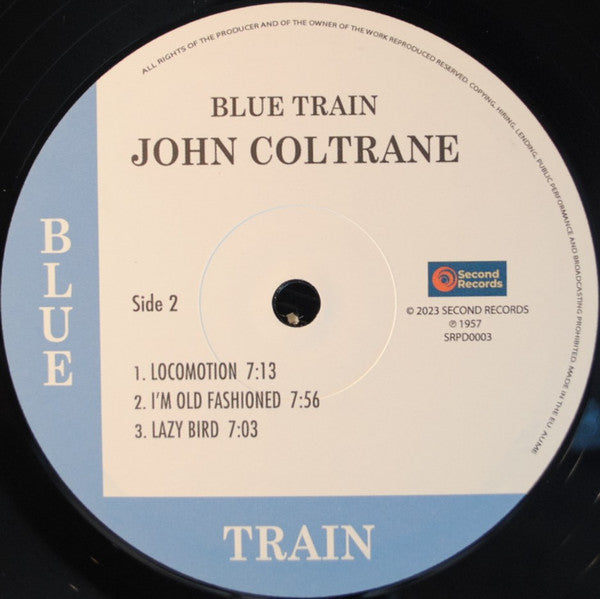 ALL RIGHTS OF THE PRODUCER AND OF THE OWNER OF THE WORK REPRODUCED RESERVED. COPYING, HIRING, LENDING, PUBLIC PERFORMANCE AND BROADCASTING PROHIBITED. MADE IN THE EU.
BLUE TRAIN
JOHN COLTRANE
BLUE
Side 2
Second
Records
© 2023 SECOND RECORDS
℗ 1957
SRPD0003
1. LOCOMOTION 7:13
2. I'M OLD FASHIONED 7:56
3. LAZY BIRD 7:03
TRAIN